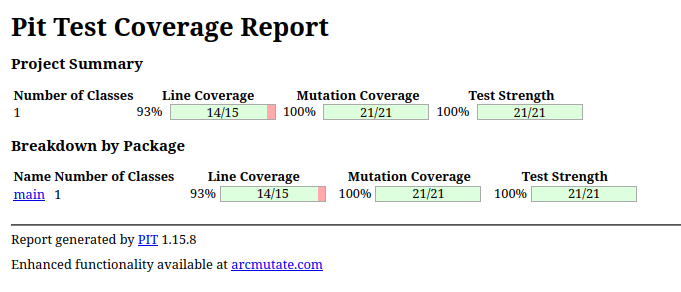 Pit Test Coverage Report
Project Summary
Number of Classes Line Coverage Mutation Coverage Test Strength
1 93% 14/15 100% 21/21 100% 21/21
Breakdown by Package
Name Number of Classes Line Coverage Mutation Coverage Test Strength
main 1 93% 14/15 100% 21/21 100% 21/21
Report generated by PIT 1.15.8
Enhanced functionality available at arcmutate.com